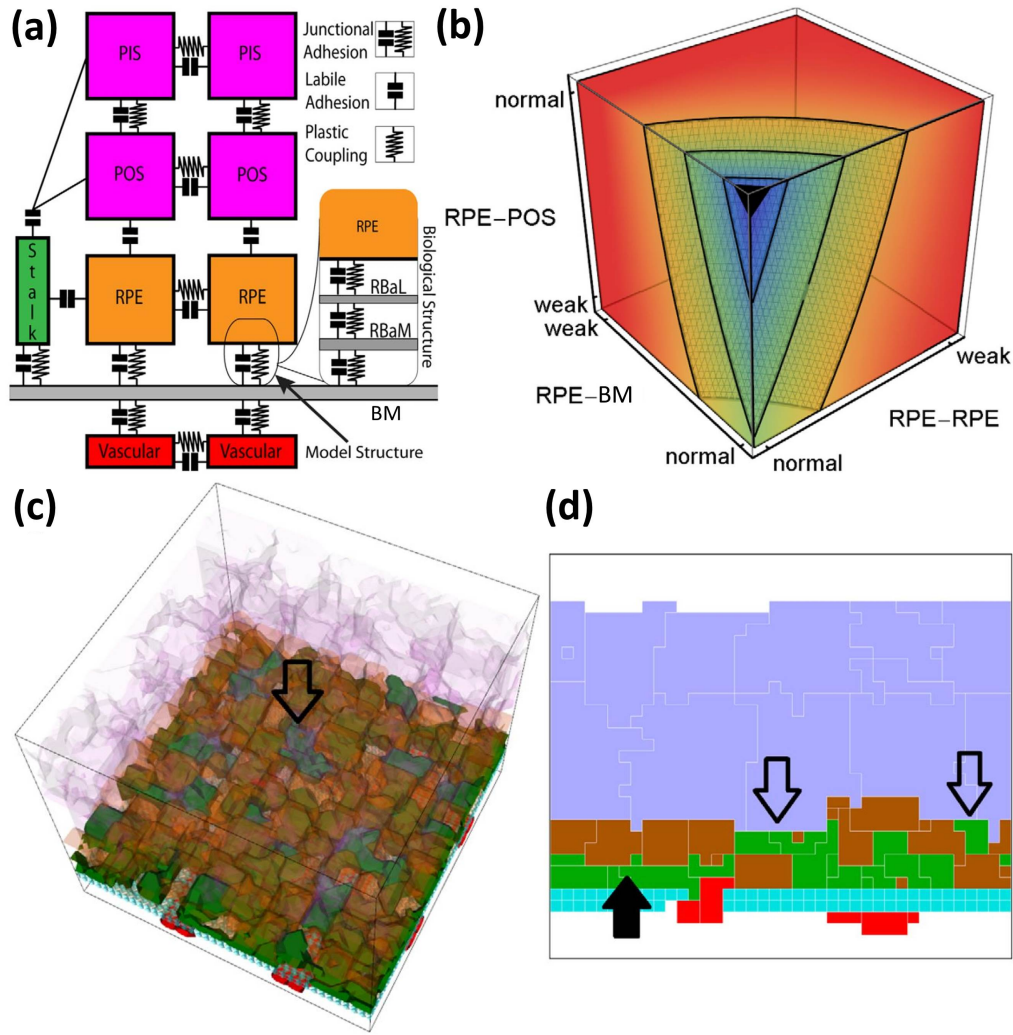 (a)
PIS
PIS
Junctional
Adhesion
Labile
Adhesion
Plastic
Coupling
POS
POS
Stalk
RPE
RPE
RPE
RBaL
RBaM
Biological Structure
BM
Vascular
Vascular
Model Structure
(b)
normal
RPE–POS
weak
weak
RPE–BM
normal
normal
RPE–RPE
weak
(c)
(d)